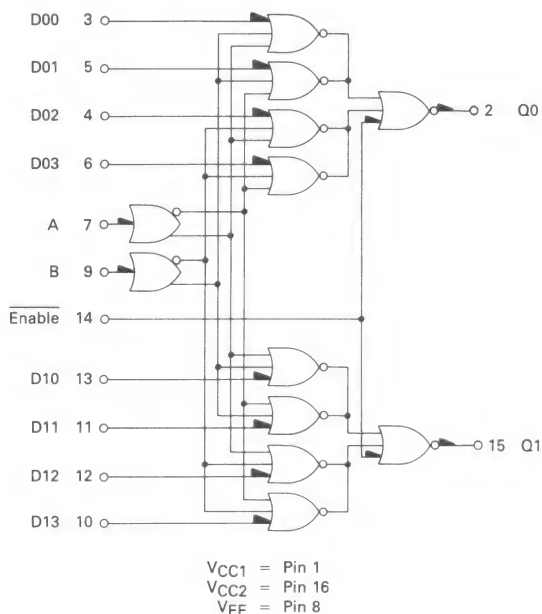 D00 3
D01 5
D02 4
D03 6
A 7
B 9
Enable 14
D10 13
D11 11
D12 12
D13 10
2 Q0
15 Q1
VCC1 = Pin 1
VCC2 = Pin 16
VEE = Pin 8